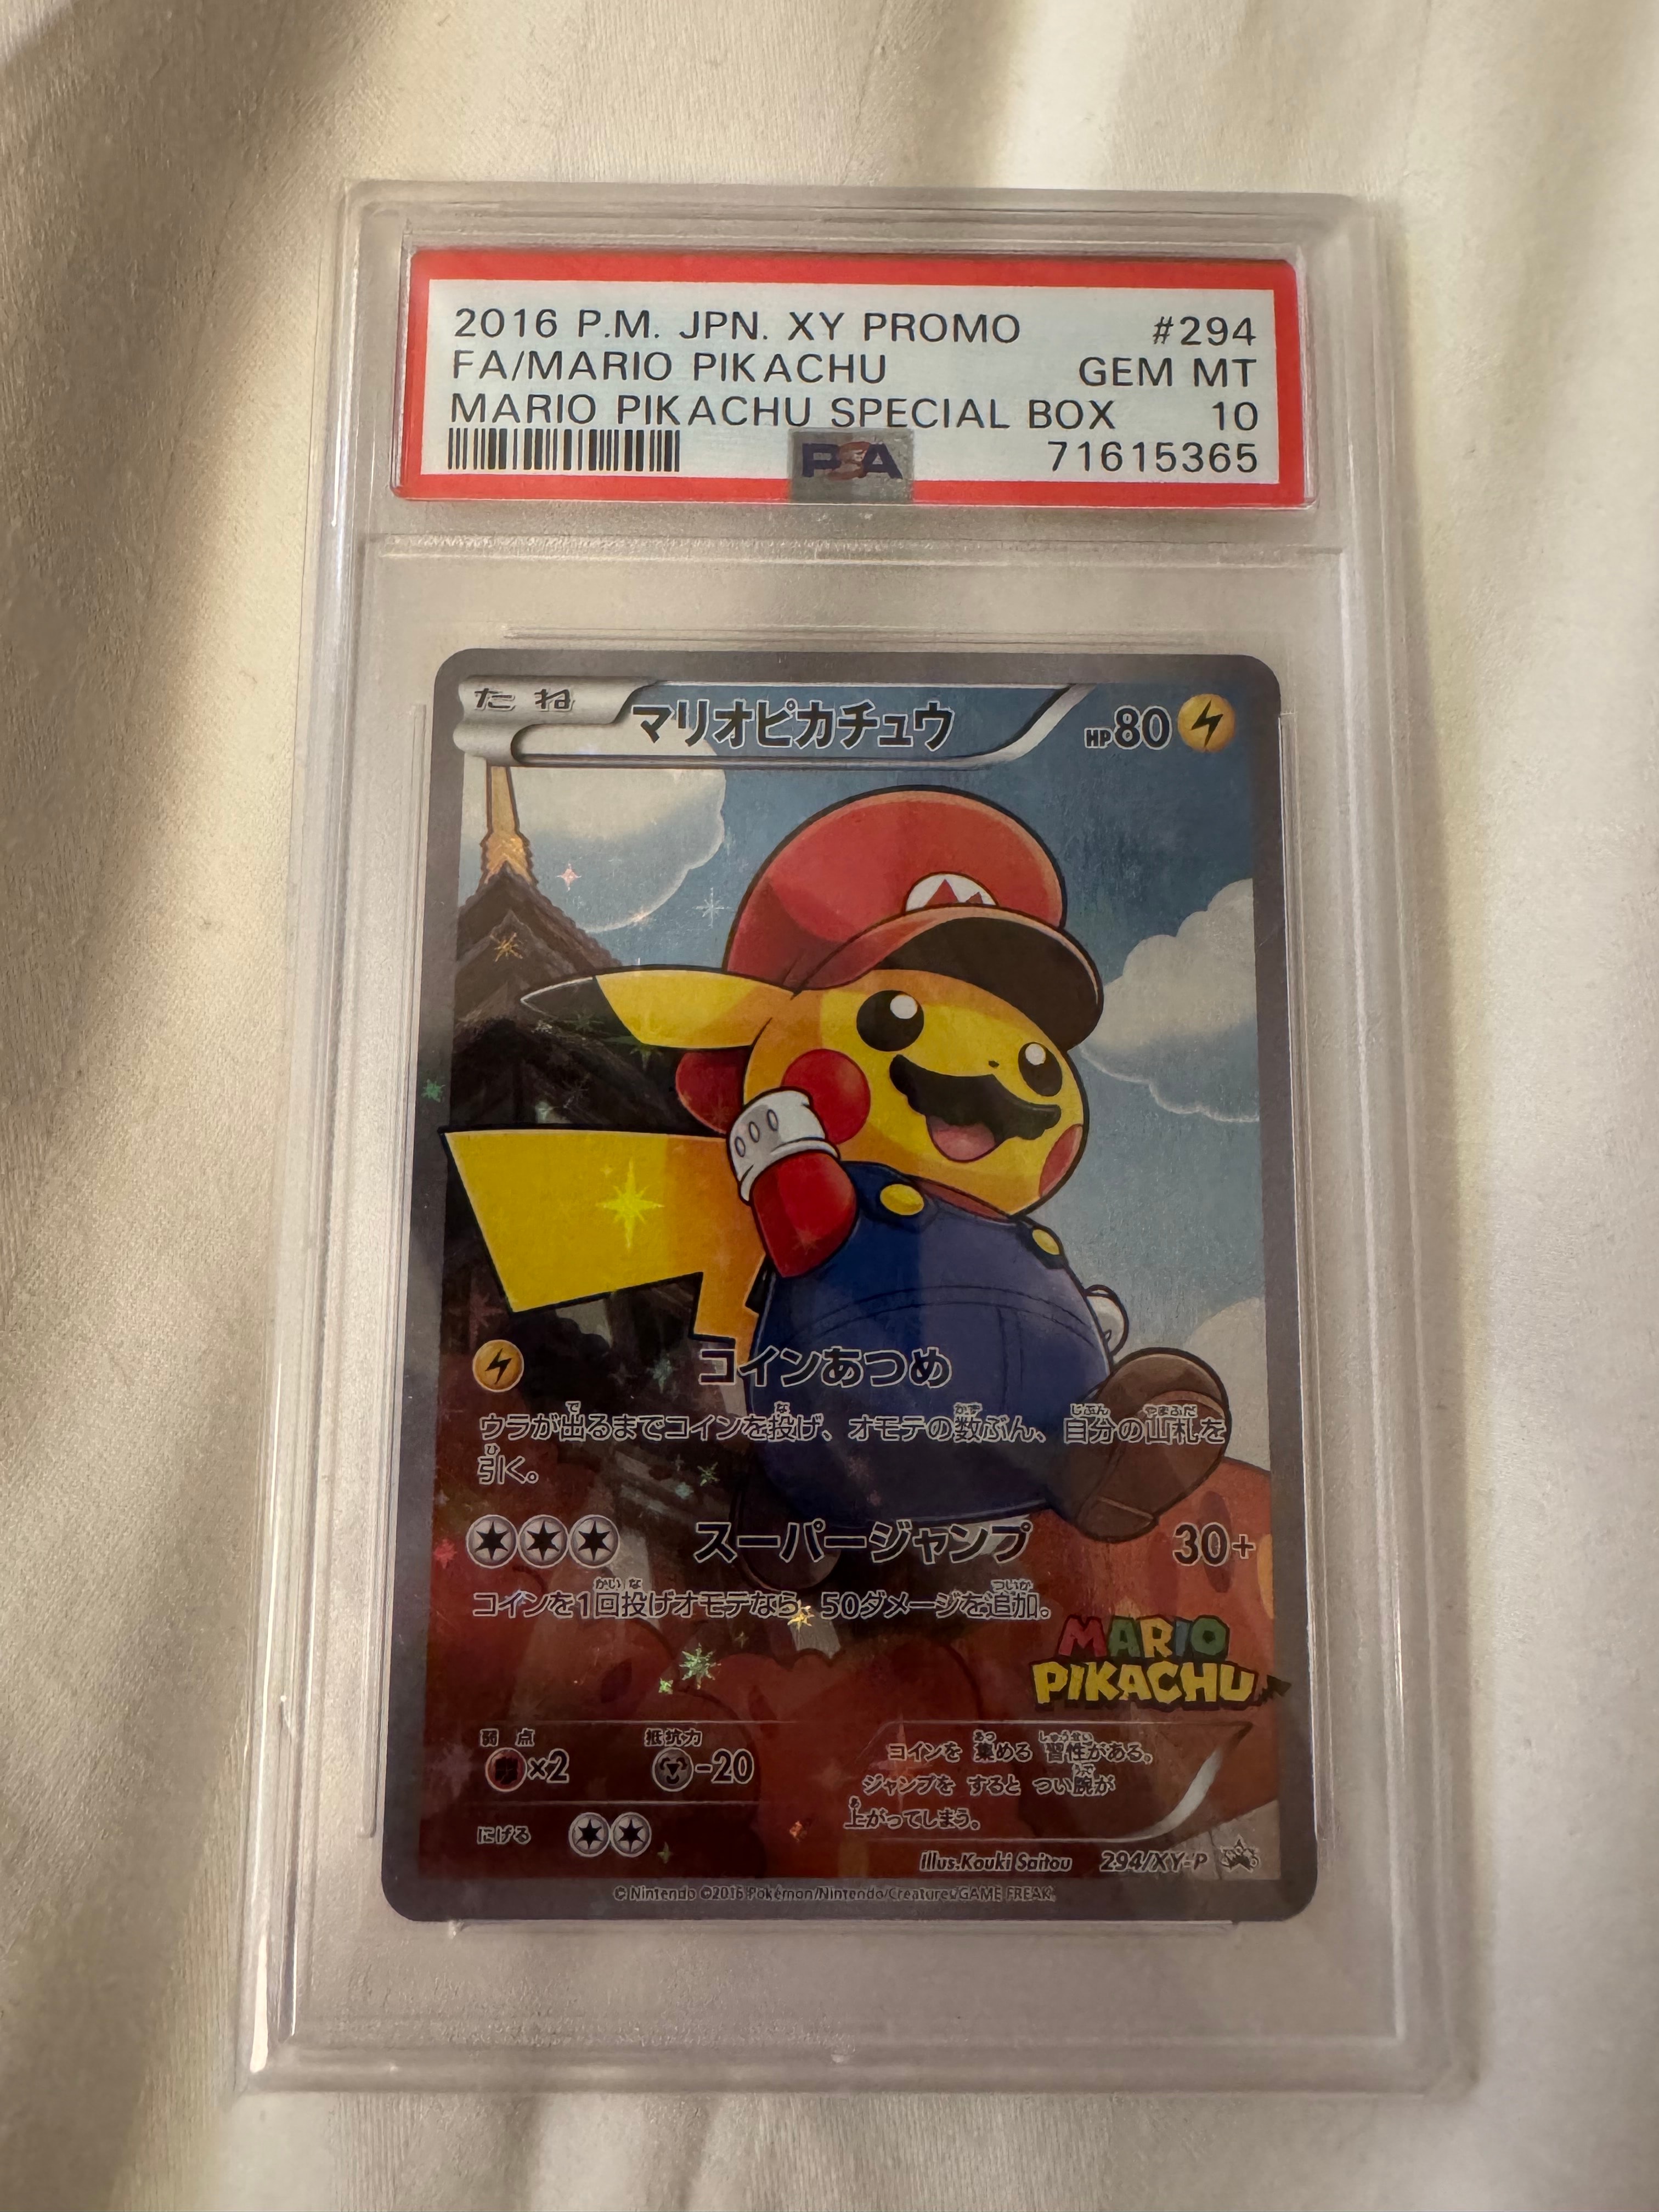 2016 P.M. JPN. XY PROMO #294
FA/MARIO PIKACHU GEM MT
MARIO PIKACHU SPECIAL BOX 10
PSA 71615365
たね マリオピカチュウ HP80
M
コインあつめ
ウラが出るまでコインを投げ、オモテの数ぶん、自分の山札を
引く。
スーパージャンプ 30+
コインを1回投げオモテなら、50ダメージを追加。
MARIO
PIKACHU
弱点 抵抗力
×2 -20
にげる
コインを 集める 習性がある。
ジャンプを すると つい腕が
上がってしまう。
Illus.Kouki Saitou 294/XY-P
©Nintendo ©2016 Pokémon/Nintendo/Creatures/GAME FREAK.